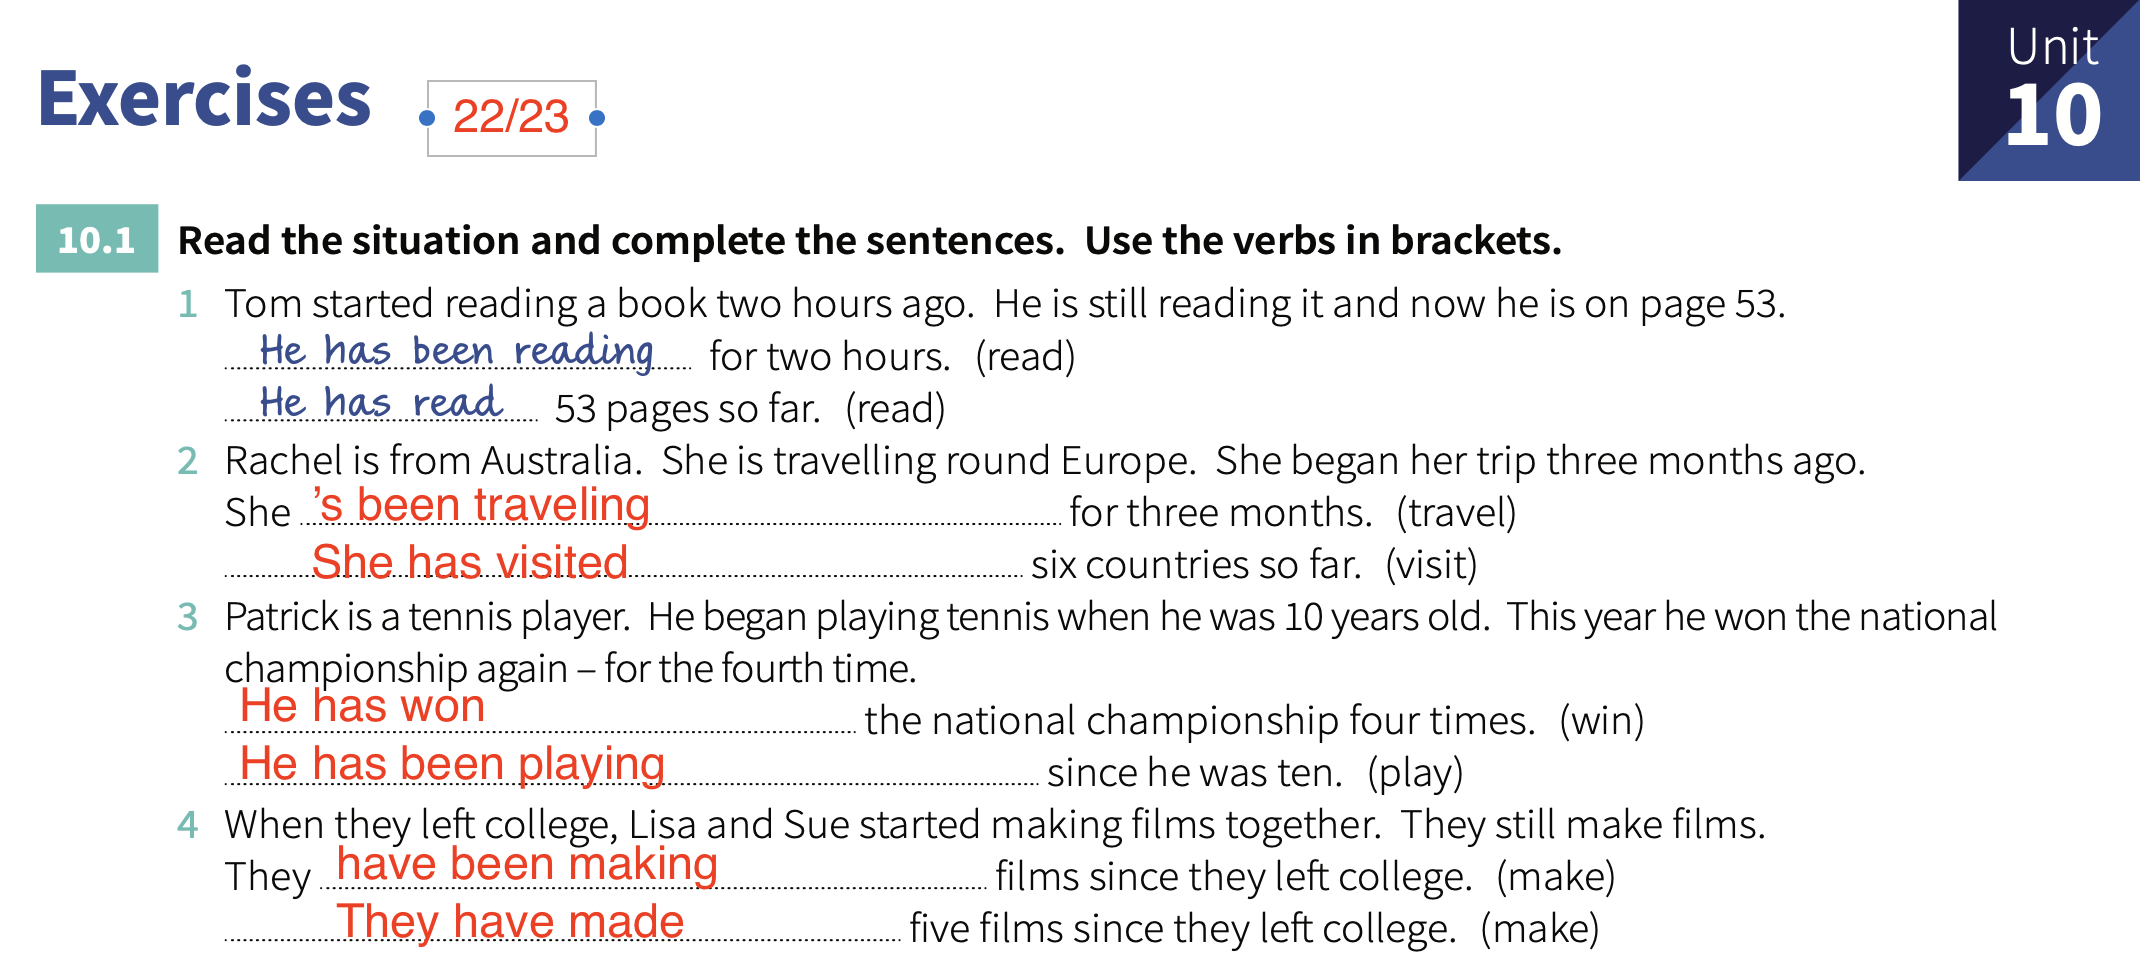 Unit
10
Exercises 22/23
10.1 Read the situation and complete the sentences. Use the verbs in brackets.
1 Tom started reading a book two hours ago. He is still reading it and now he is on page 53.
He has been reading for two hours. (read)
He has read 53 pages so far. (read)
2 Rachel is from Australia. She is travelling round Europe. She began her trip three months ago.
She ’s been traveling for three months. (travel)
She has visited six countries so far. (visit)
3 Patrick is a tennis player. He began playing tennis when he was 10 years old. This year he won the national
championship again – for the fourth time.
He has won the national championship four times. (win)
He has been playing since he was ten. (play)
4 When they left college, Lisa and Sue started making films together. They still make films.
They have been making films since they left college. (make)
They have made five films since they left college. (make)